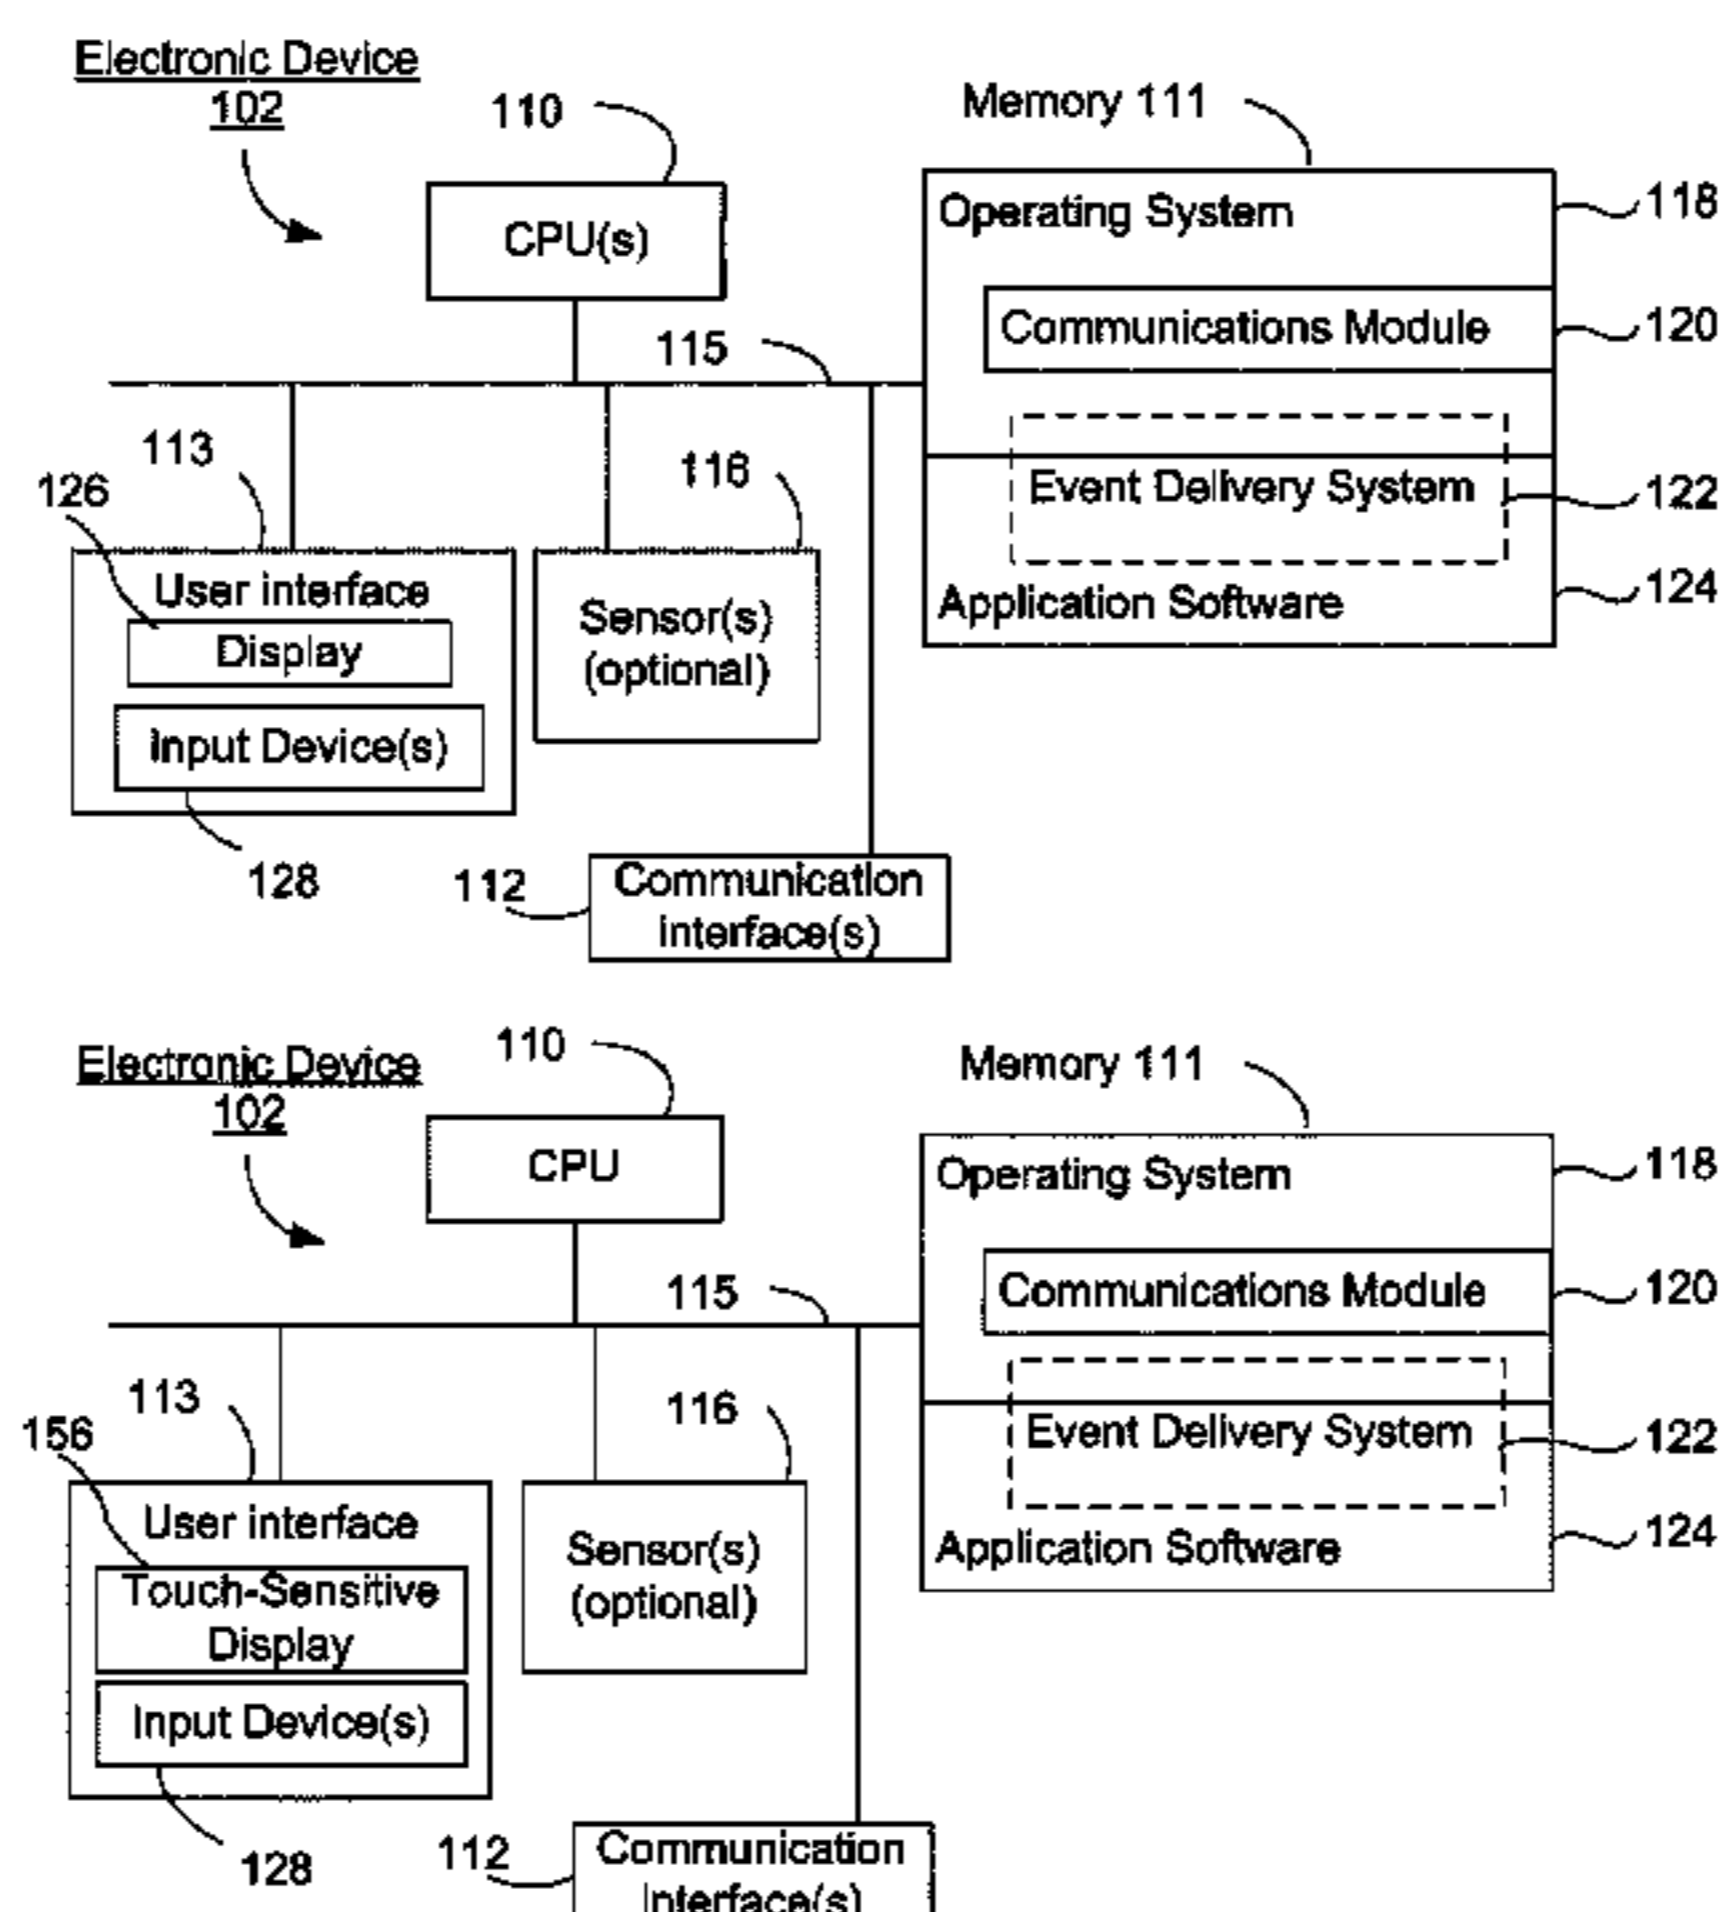 Electronic Device
102
110
Memory 111
CPU(s)
Operating System
118
Communications Module
120
115
113
116
126
Event Delivery System
122
User interface
Display
Sensor(s)
(optional)
Application Software
124
Input Device(s)
128
112
Communication
interface(s)
Electronic Device
102
110
Memory 111
CPU
Operating System
118
Communications Module
120
115
113
116
156
Event Delivery System
122
User interface
Touch-Sensitive
Display
Sensor(s)
(optional)
Application Software
124
Input Device(s)
128
112
Communication
interface(s)